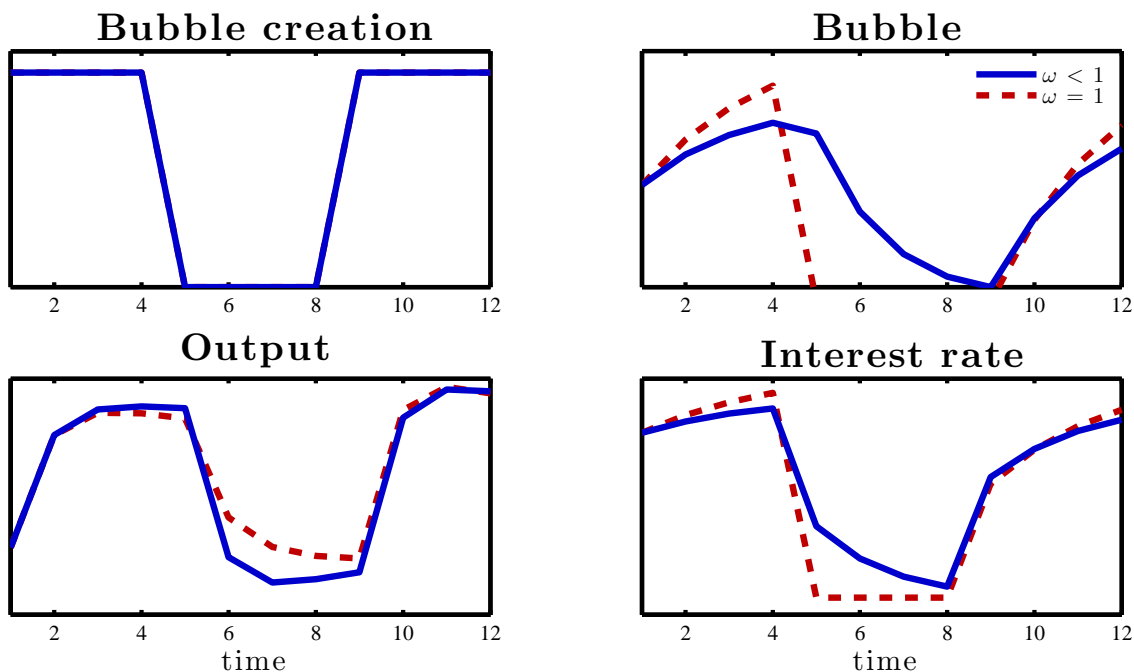 Bubble creation
2 4 6 8 10 12
Bubble
ω < 1
ω = 1
2 4 6 8 10 12
Output
2 4 6 8 10 12
time
Interest rate
2 4 6 8 10 12
time